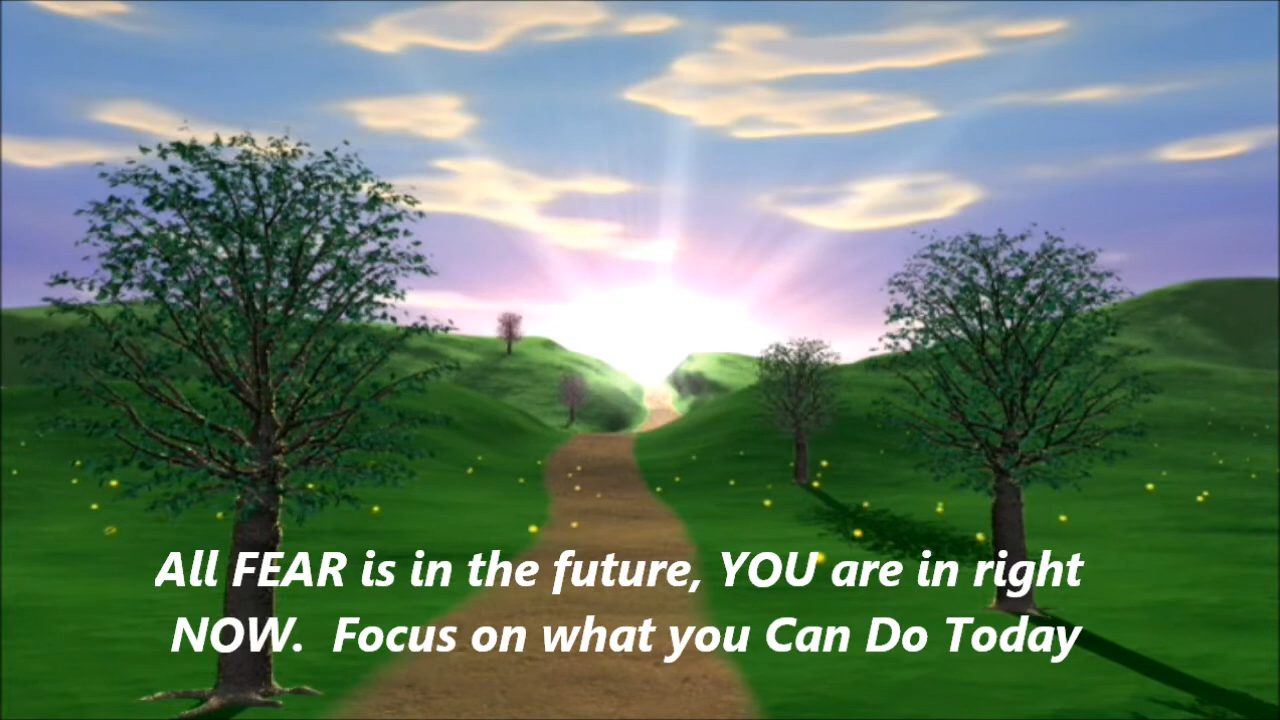 All FEAR is in the future, YOU are in right
NOW.  Focus on what you Can Do Today